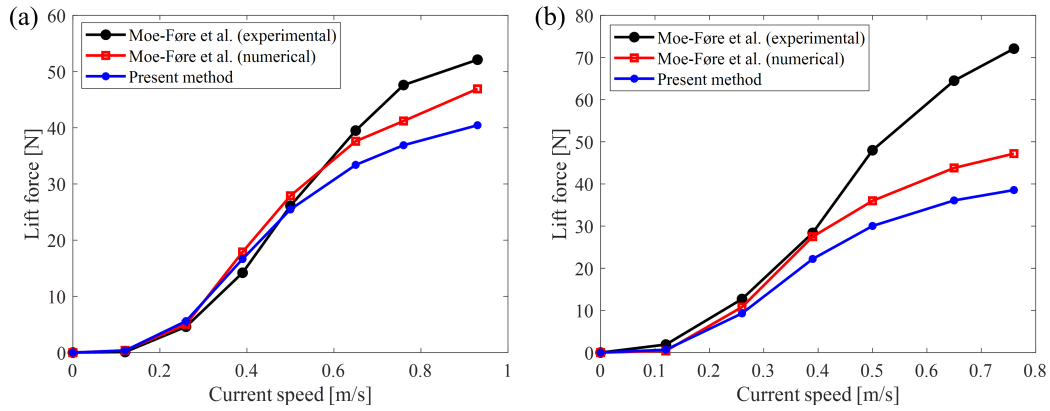 (a)
Moe-Føre et al. (experimental)
Moe-Føre et al. (numerical)
Present method
Lift force [N]
60
50
40
30
20
10
0
0
0.2
0.4
0.6
0.8
1
Current speed [m/s]
(b)
Moe-Føre et al. (experimental)
Moe-Føre et al. (numerical)
Present method
Lift force [N]
80
70
60
50
40
30
20
10
0
0
0.1
0.2
0.3
0.4
0.5
0.6
0.7
0.8
Current speed [m/s]